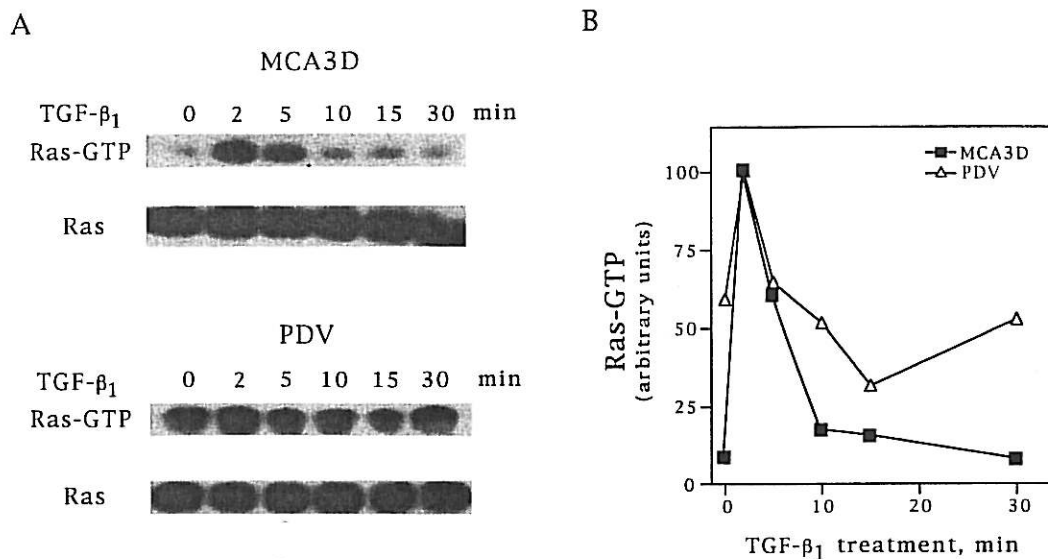 A
MCA3D
TGF-β₁ 0 2 5 10 15 30 min
Ras-GTP
Ras
PDV
TGF-β₁ 0 2 5 10 15 30 min
Ras-GTP
Ras
B
MCA3D
PDV
100
75
50
25
0
Ras-GTP
(arbitrary units)
0 10 20 30
TGF-β₁ treatment, min